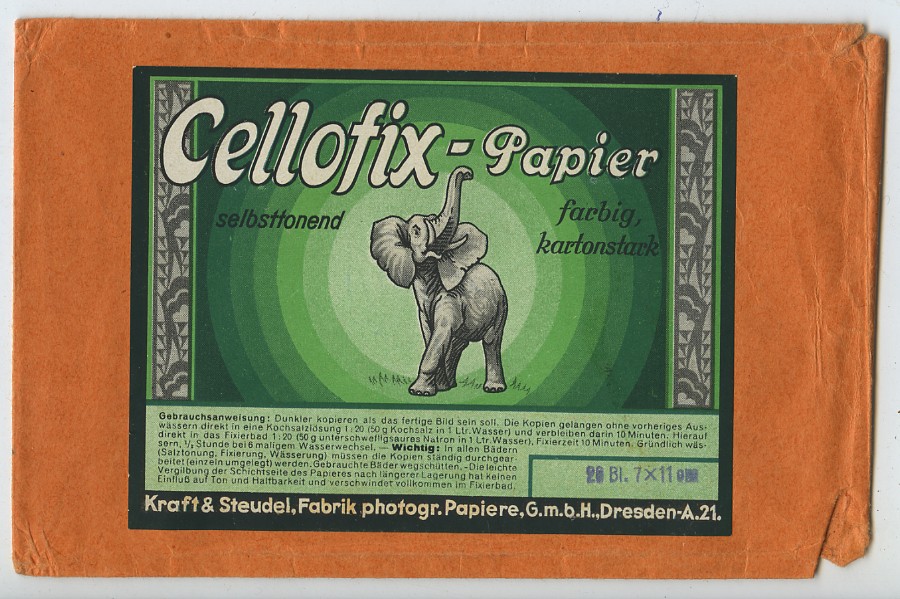 Cellofix-Papier
selbsttonend
farbig,
kartonstark
Gebrauchsanweisung: Dunkler kopieren als das fertige Bild sein soll. Die Kopien gelangen ohne vorheriges Aus-
wässern direkt in eine Kochsalzlösung 1:20 (50 g Kochsalz in 1 Ltr. Wasser) und verbleiben darin 10 Minuten. Hierauf
direkt in das Fixierbad 1:20 (50 g unterschwefligsaures Natron in 1 Ltr. Wasser), Fixierzeit 10 Minuten. Gründlich wäs-
sern, ½ Stunde bei 6 maligem Wasserwechsel. — Wichtig: In allen Bädern
(Salztonung, Fixierung, Wässerung) müssen die Kopien ständig durchgear-
beitet (einzeln umgelegt) werden. Gebrauchte Bäder wegschütten. - Die leichte
Vergilbung der Schichtseite des Papieres nach längerer Lagerung hat keinen
Einfluß auf Ton und Haltbarkeit und verschwindet vollkommen im Fixierbad.
20 Bl. 7×11 cm
Kraft & Steudel, Fabrik photogr. Papiere, G.m.b.H., Dresden-A.21.